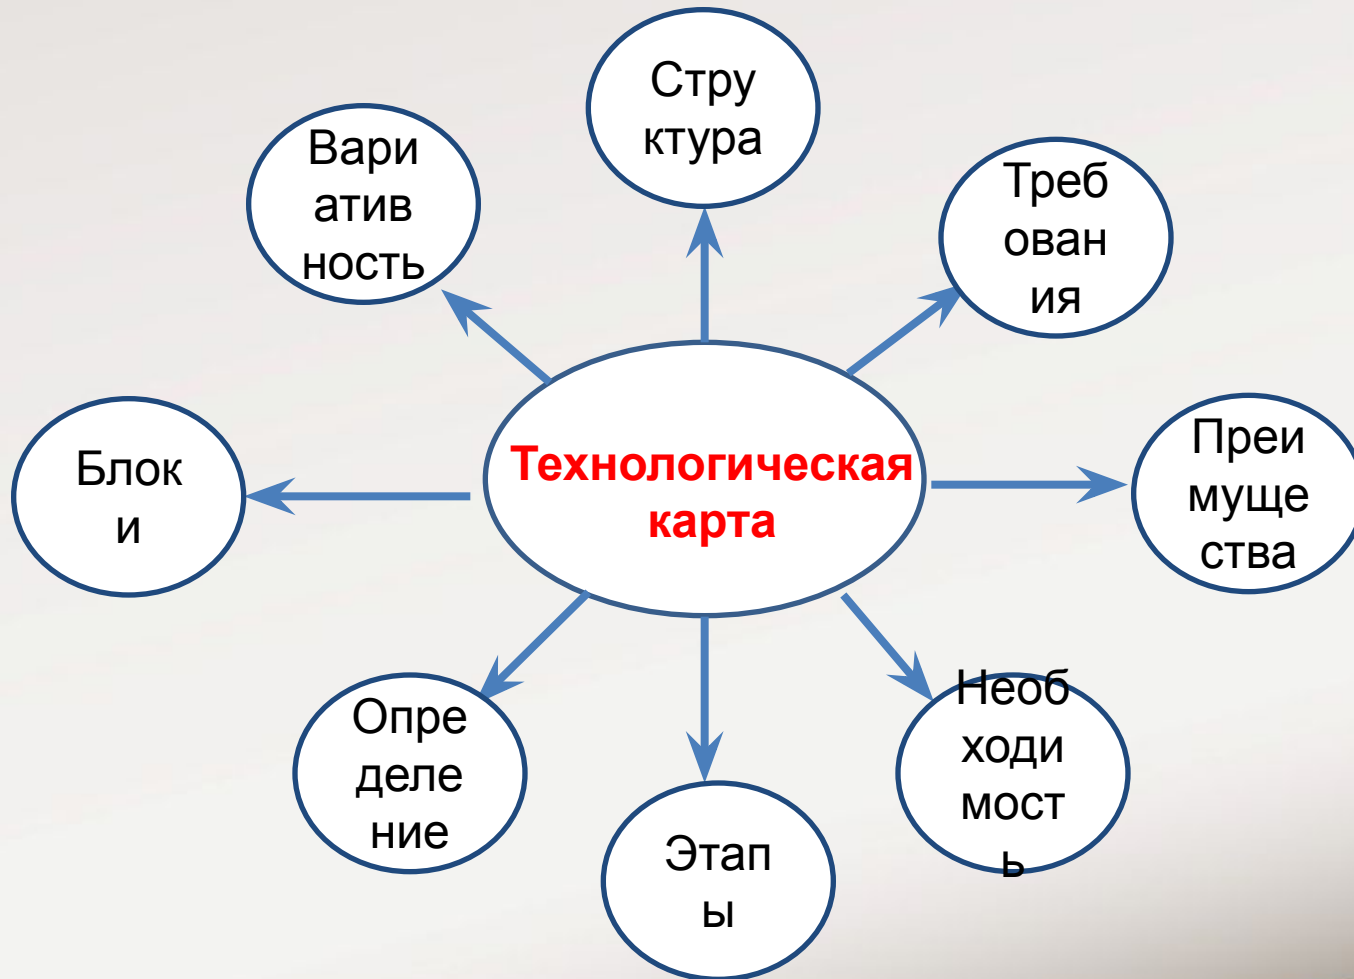 Стру
ктура
Вари
атив
ность
Треб
ован
ия
Преи
муще
ства
Технологическая
карта
Блок
и
Необ
ходи
мост
ь
Опре
деле
ние
Этап
ы